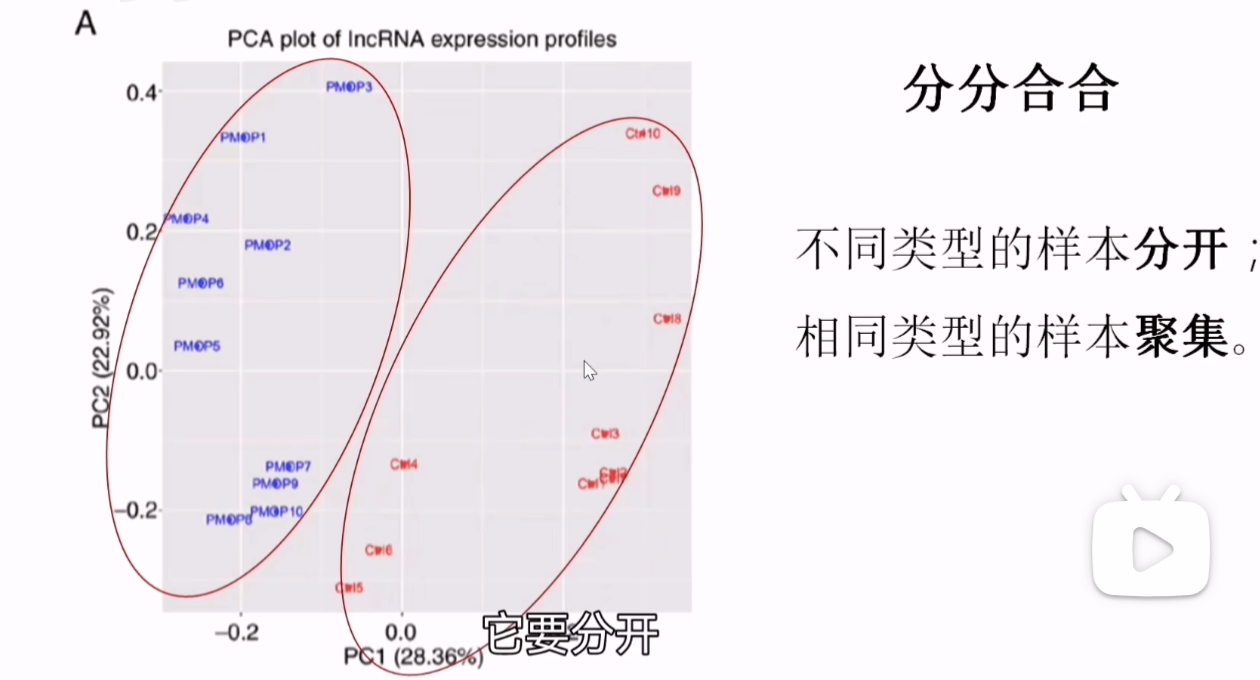 A
PCA plot of lncRNA expression profiles
分分合合
0.4
PMOP3
PMOP1
Ctrl10
Ctrl9
0.2
PMOP4
PMOP2
不同类型的样本分开；
PMOP6
PMOP5
Ctrl8
相同类型的样本聚集。
0.0
PC2 (22.92%)
Ctrl3
PMOP7
Ctrl4
PMOP9
−0.2
PMOP10
Ctrl6
Ctrl5
−0.2
0.0
它要分开
PC1 (28.36%)